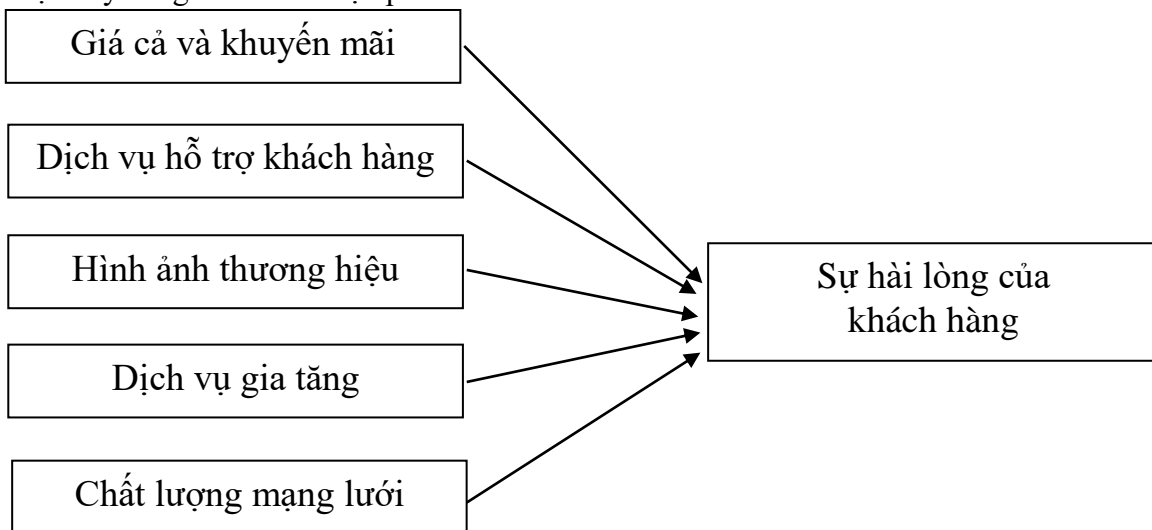 Giá cả và khuyến mãi
Dịch vụ hỗ trợ khách hàng
Hình ảnh thương hiệu
Dịch vụ gia tăng
Chất lượng mạng lưới
Sự hài lòng của
khách hàng